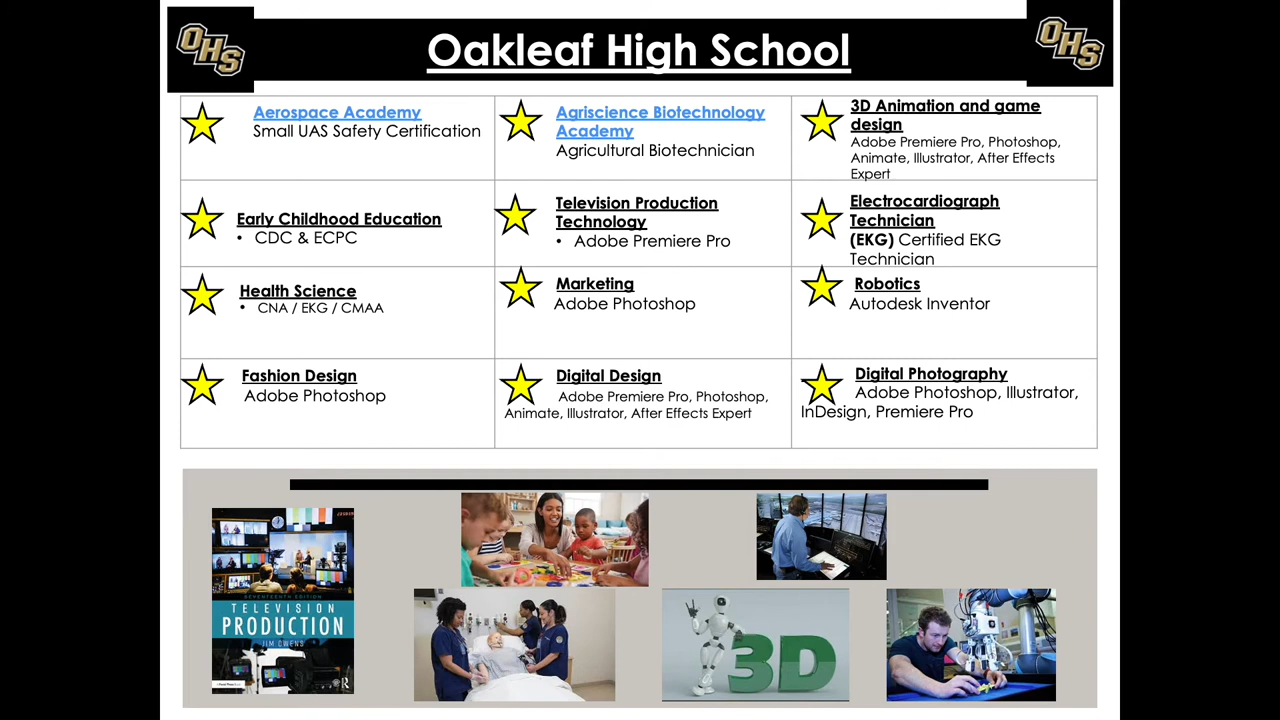 OHS
Oakleaf High School
OHS
Aerospace Academy
Small UAS Safety Certification
Agriscience Biotechnology
Academy
Agricultural Biotechnician
3D Animation and game
design
Adobe Premiere Pro, Photoshop,
Animate, Illustrator, After Effects
Expert
Early Childhood Education
• CDC & ECPC
Television Production
Technology
• Adobe Premiere Pro
Electrocardiograph
Technician
(EKG) Certified EKG
Technician
Health Science
• CNA / EKG / CMAA
Marketing
Adobe Photoshop
Robotics
Autodesk Inventor
Fashion Design
Adobe Photoshop
Digital Design
Adobe Premiere Pro, Photoshop,
Animate, Illustrator, After Effects Expert
Digital Photography
Adobe Photoshop, Illustrator,
InDesign, Premiere Pro
SEVENTEENTH EDITION
TELEVISION
PRODUCTION
JIM OWENS
3D